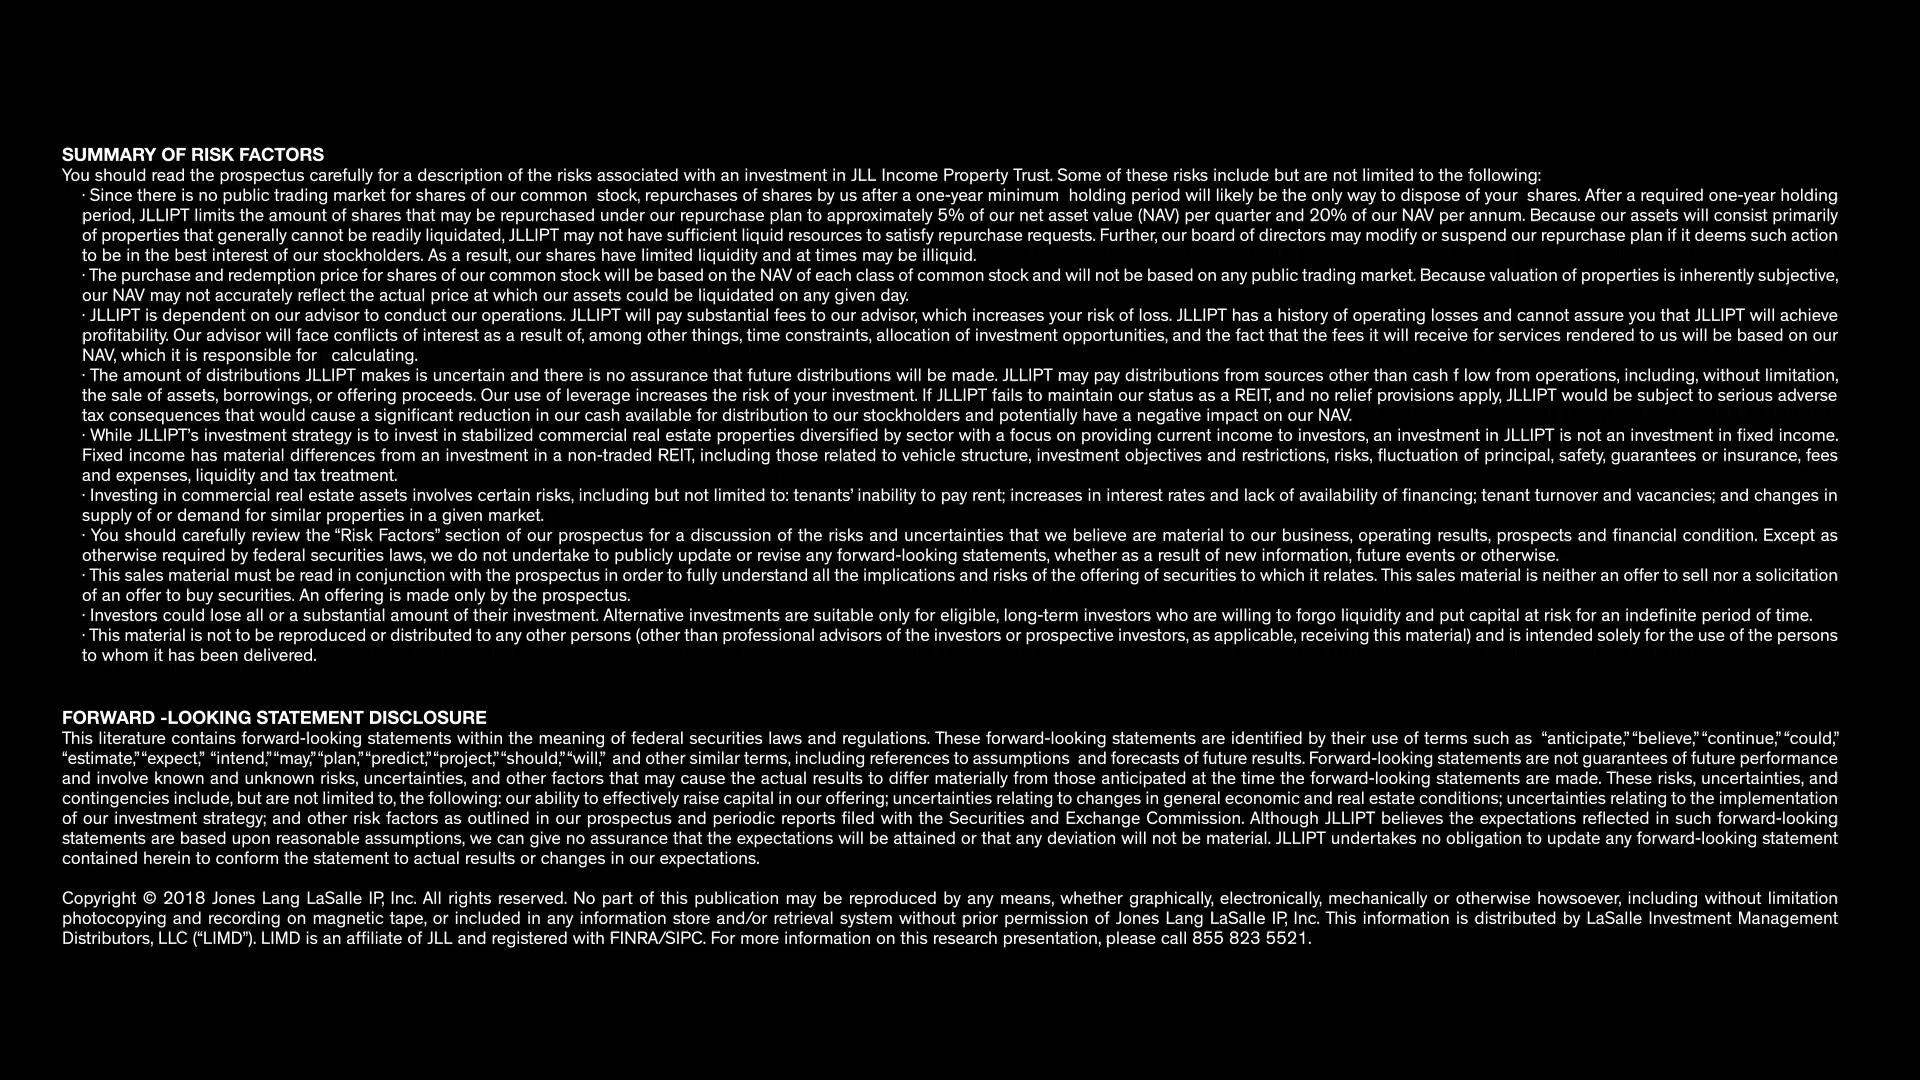 SUMMARY OF RISK FACTORS
You should read the prospectus carefully for a description of the risks associated with an investment in JLL Income Property Trust. Some of these risks include but are not limited to the following:
· Since there is no public trading market for shares of our common  stock, repurchases of shares by us after a one-year minimum  holding period will likely be the only way to dispose of your  shares. After a required one-year holding
period, JLLIPT limits the amount of shares that may be repurchased under our repurchase plan to approximately 5% of our net asset value (NAV) per quarter and 20% of our NAV per annum. Because our assets will consist primarily
of properties that generally cannot be readily liquidated, JLLIPT may not have sufficient liquid resources to satisfy repurchase requests. Further, our board of directors may modify or suspend our repurchase plan if it deems such action
to be in the best interest of our stockholders. As a result, our shares have limited liquidity and at times may be illiquid.
· The purchase and redemption price for shares of our common stock will be based on the NAV of each class of common stock and will not be based on any public trading market. Because valuation of properties is inherently subjective,
our NAV may not accurately reflect the actual price at which our assets could be liquidated on any given day.
· JLLIPT is dependent on our advisor to conduct our operations. JLLIPT will pay substantial fees to our advisor, which increases your risk of loss. JLLIPT has a history of operating losses and cannot assure you that JLLIPT will achieve
profitability. Our advisor will face conflicts of interest as a result of, among other things, time constraints, allocation of investment opportunities, and the fact that the fees it will receive for services rendered to us will be based on our
NAV, which it is responsible for   calculating.
· The amount of distributions JLLIPT makes is uncertain and there is no assurance that future distributions will be made. JLLIPT may pay distributions from sources other than cash f low from operations, including, without limitation,
the sale of assets, borrowings, or offering proceeds. Our use of leverage increases the risk of your investment. If JLLIPT fails to maintain our status as a REIT, and no relief provisions apply, JLLIPT would be subject to serious adverse
tax consequences that would cause a significant reduction in our cash available for distribution to our stockholders and potentially have a negative impact on our NAV.
· While JLLIPT’s investment strategy is to invest in stabilized commercial real estate properties diversified by sector with a focus on providing current income to investors, an investment in JLLIPT is not an investment in fixed income.
Fixed income has material differences from an investment in a non-traded REIT, including those related to vehicle structure, investment objectives and restrictions, risks, fluctuation of principal, safety, guarantees or insurance, fees
and expenses, liquidity and tax treatment.
· Investing in commercial real estate assets involves certain risks, including but not limited to: tenants’ inability to pay rent; increases in interest rates and lack of availability of financing; tenant turnover and vacancies; and changes in
supply of or demand for similar properties in a given market.
· You should carefully review the “Risk Factors” section of our prospectus for a discussion of the risks and uncertainties that we believe are material to our business, operating results, prospects and financial condition. Except as
otherwise required by federal securities laws, we do not undertake to publicly update or revise any forward-looking statements, whether as a result of new information, future events or otherwise.
· This sales material must be read in conjunction with the prospectus in order to fully understand all the implications and risks of the offering of securities to which it relates. This sales material is neither an offer to sell nor a solicitation
of an offer to buy securities. An offering is made only by the prospectus.
· Investors could lose all or a substantial amount of their investment. Alternative investments are suitable only for eligible, long-term investors who are willing to forgo liquidity and put capital at risk for an indefinite period of time.
· This material is not to be reproduced or distributed to any other persons (other than professional advisors of the investors or prospective investors, as applicable, receiving this material) and is intended solely for the use of the persons
to whom it has been delivered.
FORWARD -LOOKING STATEMENT DISCLOSURE
This literature contains forward-looking statements within the meaning of federal securities laws and regulations. These forward-looking statements are identified by their use of terms such as  “anticipate,” “believe,” “continue,” “could,”
“estimate,” “expect,”  “intend,” “may,” “plan,” “predict,” “project,” “should,” “will,”  and other similar terms, including references to assumptions  and forecasts of future results. Forward-looking statements are not guarantees of future performance
and involve known and unknown risks, uncertainties, and other factors that may cause the actual results to differ materially from those anticipated at the time the forward-looking statements are made. These risks, uncertainties, and
contingencies include, but are not limited to, the following: our ability to effectively raise capital in our offering; uncertainties relating to changes in general economic and real estate conditions; uncertainties relating to the implementation
of our investment strategy; and other risk factors as outlined in our prospectus and periodic reports filed with the Securities and Exchange Commission. Although JLLIPT believes the expectations reflected in such forward-looking
statements are based upon reasonable assumptions, we can give no assurance that the expectations will be attained or that any deviation will not be material. JLLIPT undertakes no obligation to update any forward-looking statement
contained herein to conform the statement to actual results or changes in our expectations.
Copyright © 2018 Jones Lang LaSalle IP, Inc. All rights reserved. No part of this publication may be reproduced by any means, whether graphically, electronically, mechanically or otherwise howsoever, including without limitation
photocopying and recording on magnetic tape, or included in any information store and/or retrieval system without prior permission of Jones Lang LaSalle IP, Inc. This information is distributed by LaSalle Investment Management
Distributors, LLC (“LIMD”). LIMD is an affiliate of JLL and registered with FINRA/SIPC. For more information on this research presentation, please call 855 823 5521.